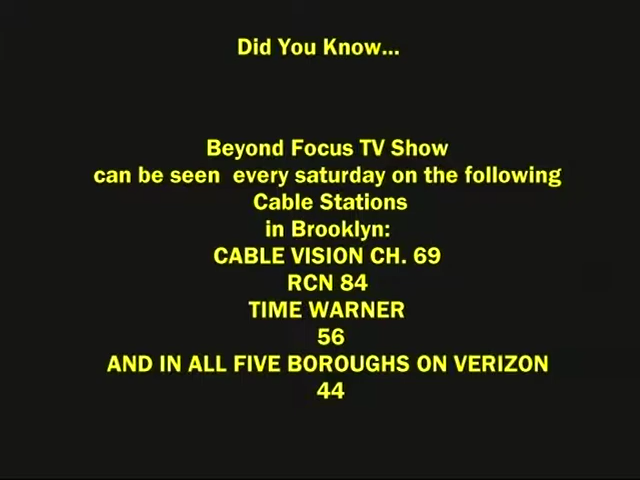 Did You Know...
Beyond Focus TV Show
can be seen  every saturday on the following
Cable Stations
in Brooklyn:
CABLE VISION CH. 69
RCN 84
TIME WARNER
56
AND IN ALL FIVE BOROUGHS ON VERIZON
44